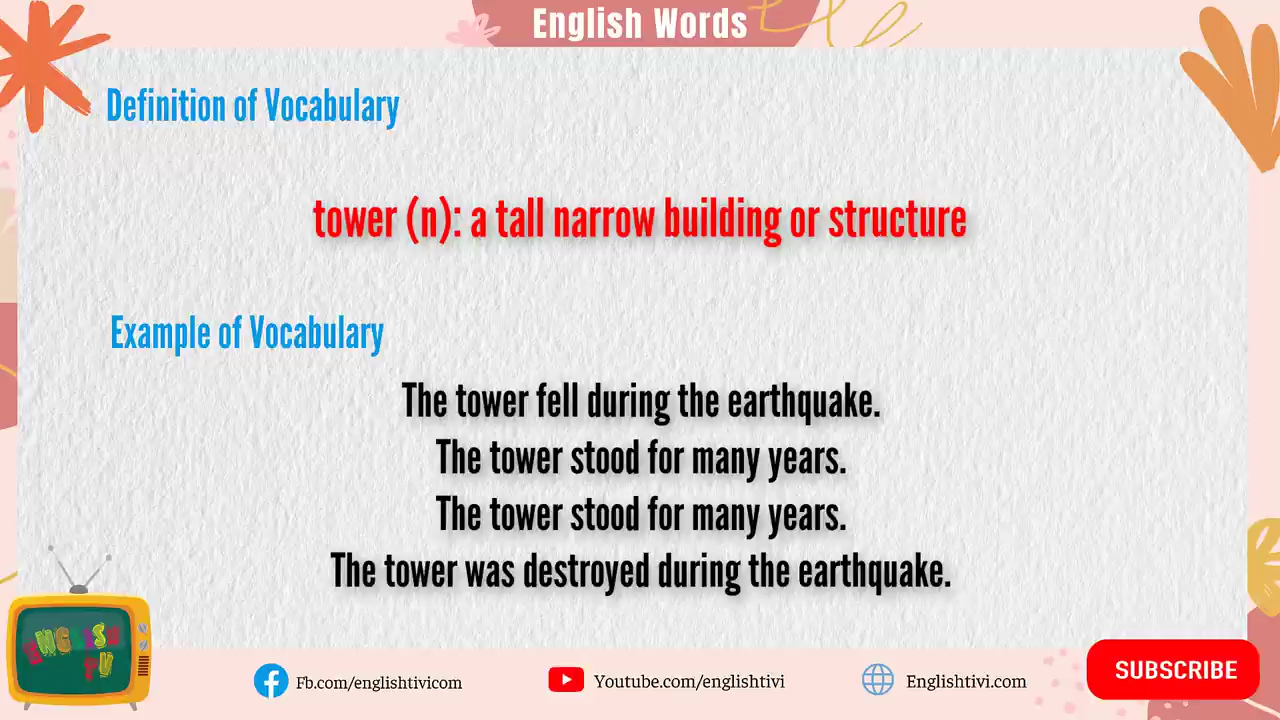 English Words
Definition of Vocabulary
tower (n): a tall narrow building or structure
Example of Vocabulary
The tower fell during the earthquake.
The tower stood for many years.
The tower stood for many years.
The tower was destroyed during the earthquake.
ENGLISH
TV
Fb.com/englishtivicom
Youtube.com/englishtivi
Englishtivi.com
SUBSCRIBE